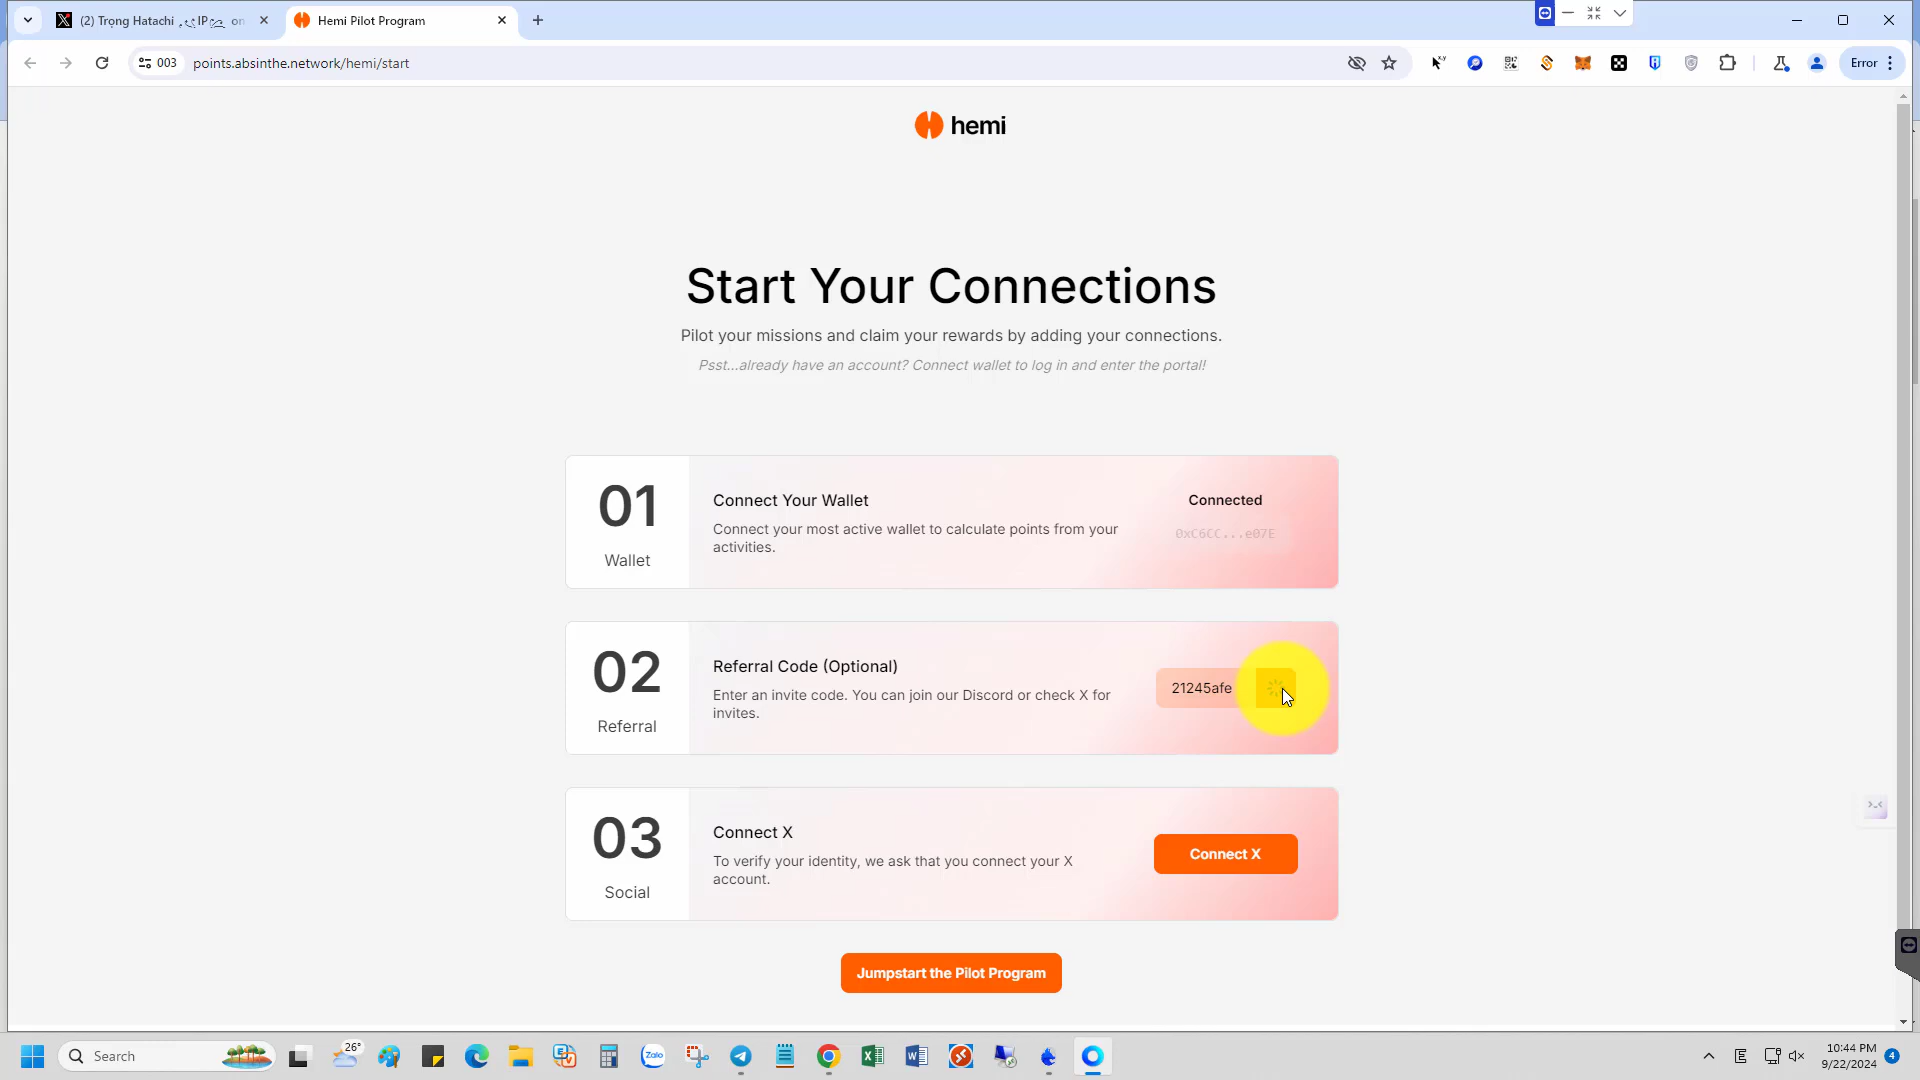 (2) Trọng Hatachi
IP
on
Hemi Pilot Program
003
points.absinthe.network/hemi/start
Error
hemi
Start Your Connections
Pilot your missions and claim your rewards by adding your connections.
Psst...already have an account? Connect wallet to log in and enter the portal!
01
Wallet
Connect Your Wallet
Connect your most active wallet to calculate points from your
activities.
Connected
0xC6CC...e07E
02
Referral
Referral Code (Optional)
Enter an invite code. You can join our Discord or check X for
invites.
21245afe
03
Social
Connect X
To verify your identity, we ask that you connect your X
account.
Connect X
Jumpstart the Pilot Program
Search
26°
Zalo
10:44 PM
9/22/2024
4